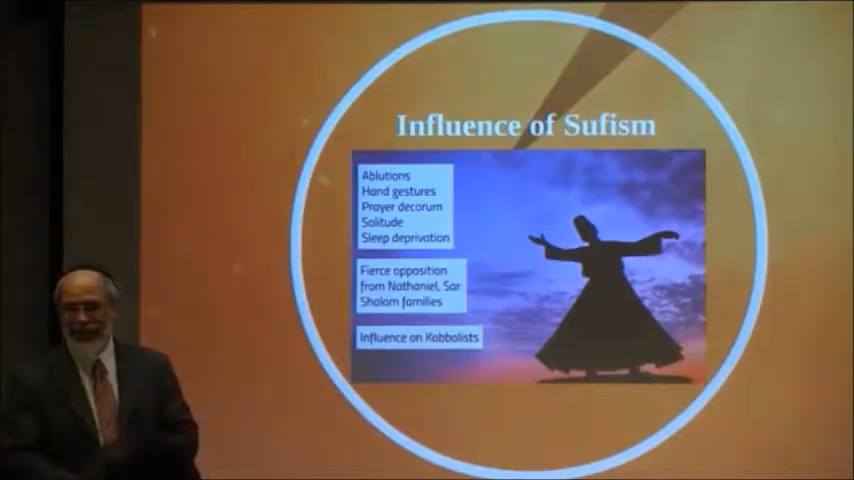 Influence of Sufism
Ablutions
Hand gestures
Prayer decorum
Solitude
Sleep deprivation
Fierce opposition
from Nathaniel, Sar
Shalom families
Influence on Kabbalists